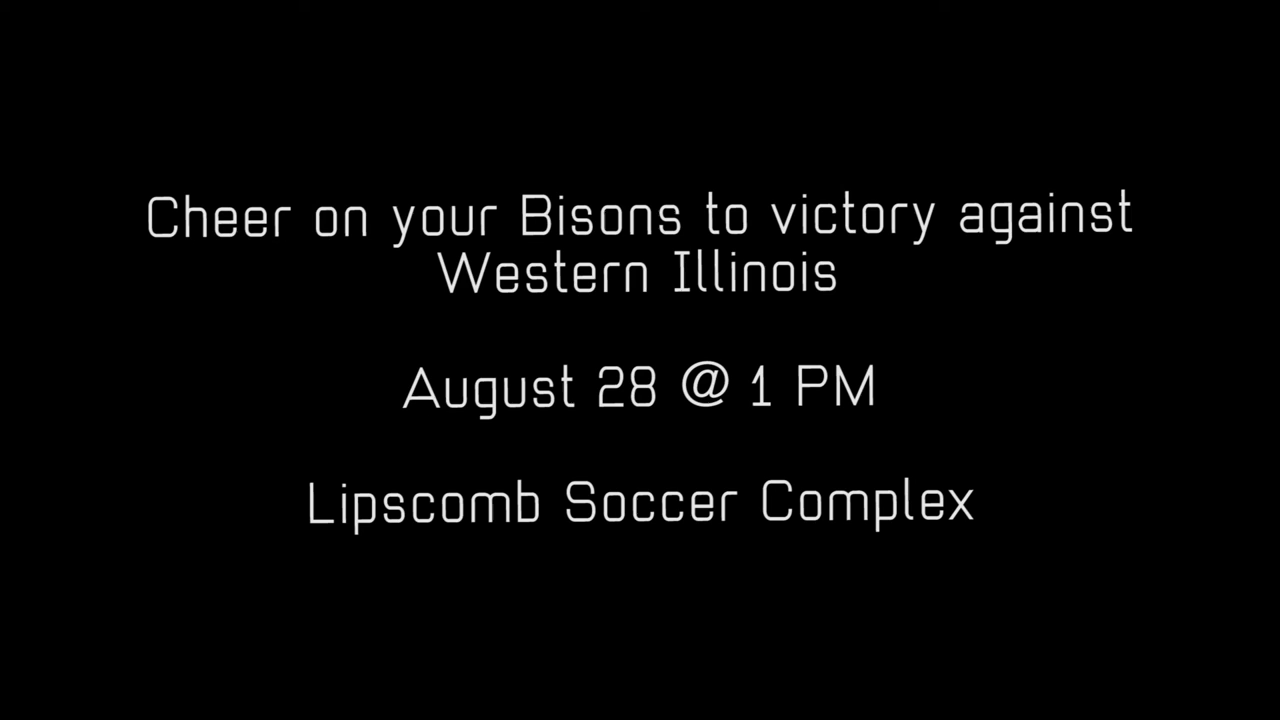 Cheer on your Bisons to victory against
Western Illinois
August 28 @ 1 PM
Lipscomb Soccer Complex